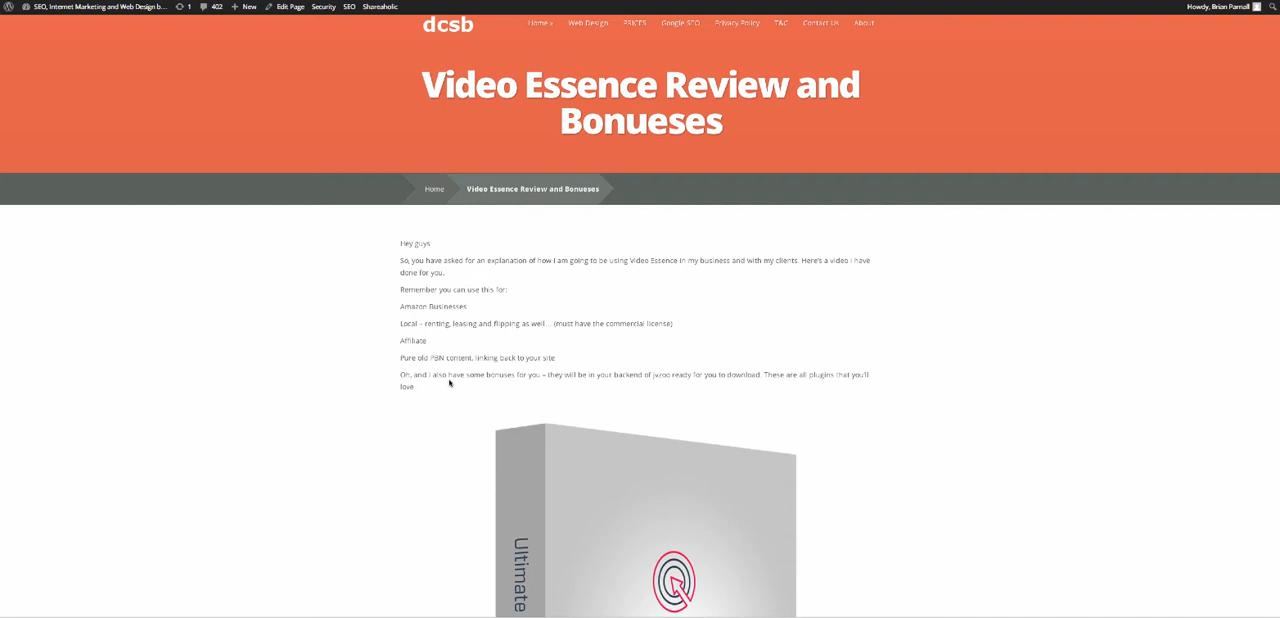 SEO, Internet Marketing and Web Design b... 1 402 New Edit Page Security SEO Shareaholic Howdy, Brian Parnall
dcsb Home » Web Design PRICES Google SEO Privacy Policy T&C Contact Us About
Video Essence Review and
Bonueses
Home Video Essence Review and Bonueses
Hey guys
So, you have asked for an explanation of how I am going to be using Video Essence in my business and with my clients. Here's a video i have
done for you.
Remember you can use this for:
Amazon Businesses
Local – renting, leasing and flipping as well... (must have the commercial license)
Affiliate
Pure old PBN content, linking back to your site
Oh, and i also have some bonuses for you – they will be in your backend of jvzoo ready for you to download. These are all plugins that you'll
love
Ultimate